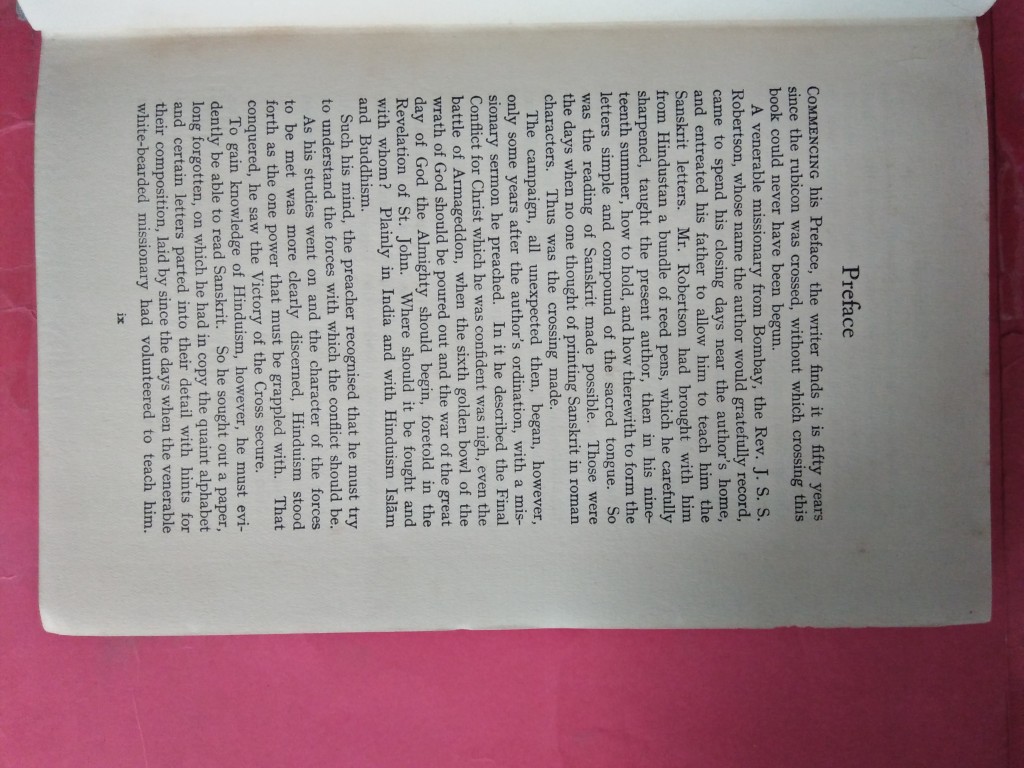 Preface
COMMENCING his Preface, the writer finds it is fifty years
since the rubicon was crossed, without which crossing this
book could never have been begun.
A venerable missionary from Bombay, the Rev. J. S. S.
Robertson, whose name the author would gratefully record,
came to spend his closing days near the author's home,
and entreated his father to allow him to teach him the
Sanskrit letters. Mr. Robertson had brought with him
from Hindustan a bundle of reed pens, which he carefully
sharpened, taught the present author, then in his nine-
teenth summer, how to hold, and how therewith to form the
letters simple and compound of the sacred tongue. So
was the reading of Sanskrit made possible. Those were
the days when no one thought of printing Sanskrit in roman
characters. Thus was the crossing made.
The campaign, all unexpected then, began, however,
only some years after the author's ordination, with a mis-
sionary sermon he preached. In it he described the Final
Conflict for Christ which he was confident was nigh, even the
battle of Armageddon, when the sixth golden bowl of the
wrath of God should be poured out and the war of the great
day of God the Almighty should begin, foretold in the
Revelation of St. John. Where should it be fought and
with whom? Plainly in India and with Hinduism Islām
and Buddhism.
Such his mind, the preacher recognised that he must try
to understand the forces with which the conflict should be.
As his studies went on and the character of the forces
to be met was more clearly discerned, Hinduism stood
forth as the one power that must be grappled with. That
conquered, he saw the Victory of the Cross secure.
To gain knowledge of Hinduism, however, he must evi-
dently be able to read Sanskrit. So he sought out a paper,
long forgotten, on which he had in copy the quaint alphabet
and certain letters parted into their detail with hints for
their composition, laid by since the days when the venerable
white-bearded missionary had volunteered to teach him.
ix